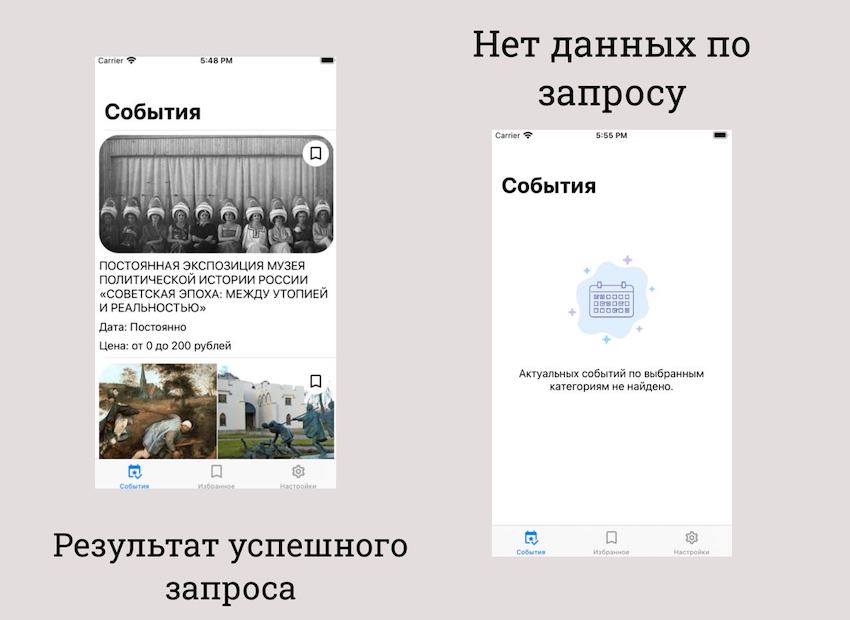 Carrier 5:48 PM
События
ПОСТОЯННАЯ ЭКСПОЗИЦИЯ МУЗЕЯ
ПОЛИТИЧЕСКОЙ ИСТОРИИ РОССИИ
«СОВЕТСКАЯ ЭПОХА: МЕЖДУ УТОПИЕЙ
И РЕАЛЬНОСТЬЮ»
Дата: Постоянно
Цена: от 0 до 200 рублей
События Избранное Настройки
Результат успешного
запроса
Нет данных по
запросу
Carrier 5:55 PM
События
Актуальных событий по выбранным
категориям не найдено.
События Избранное Настройки